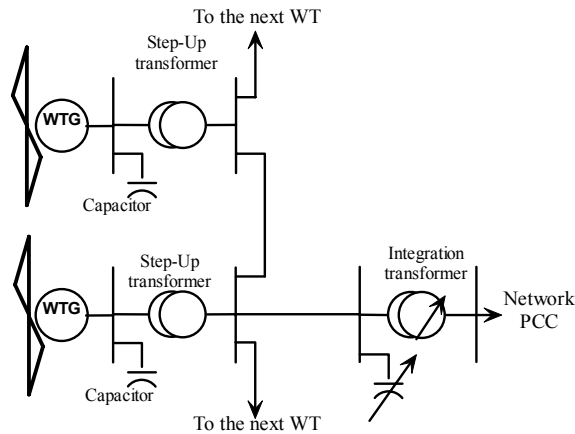 To the next WT
Step-Up
transformer
WTG
Capacitor
Step-Up
transformer
Integration
transformer
WTG
Network
PCC
Capacitor
To the next WT